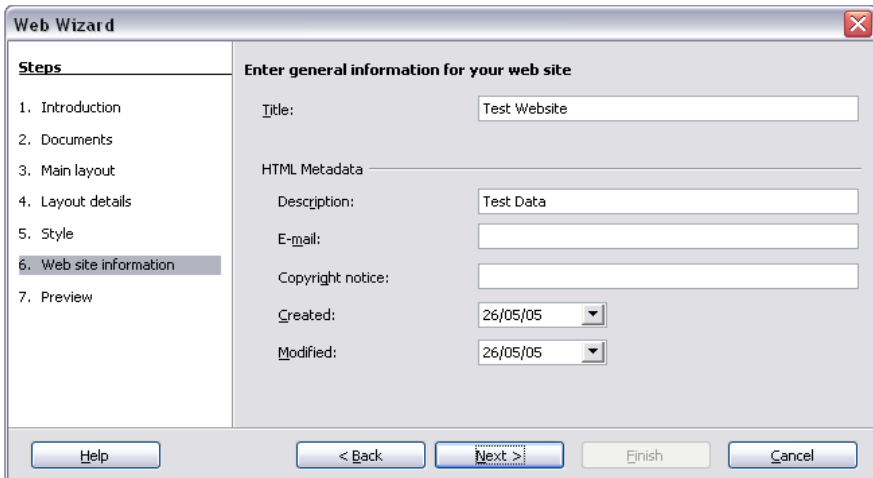 Web Wizard
Steps
1. Introduction
2. Documents
3. Main layout
4. Layout details
5. Style
6. Web site information
7. Preview
Enter general information for your web site
Title: Test Website
HTML Metadata
Description: Test Data
E-mail:
Copyright notice:
Created: 26/05/05
Modified: 26/05/05
Help < Back Next > Finish Cancel